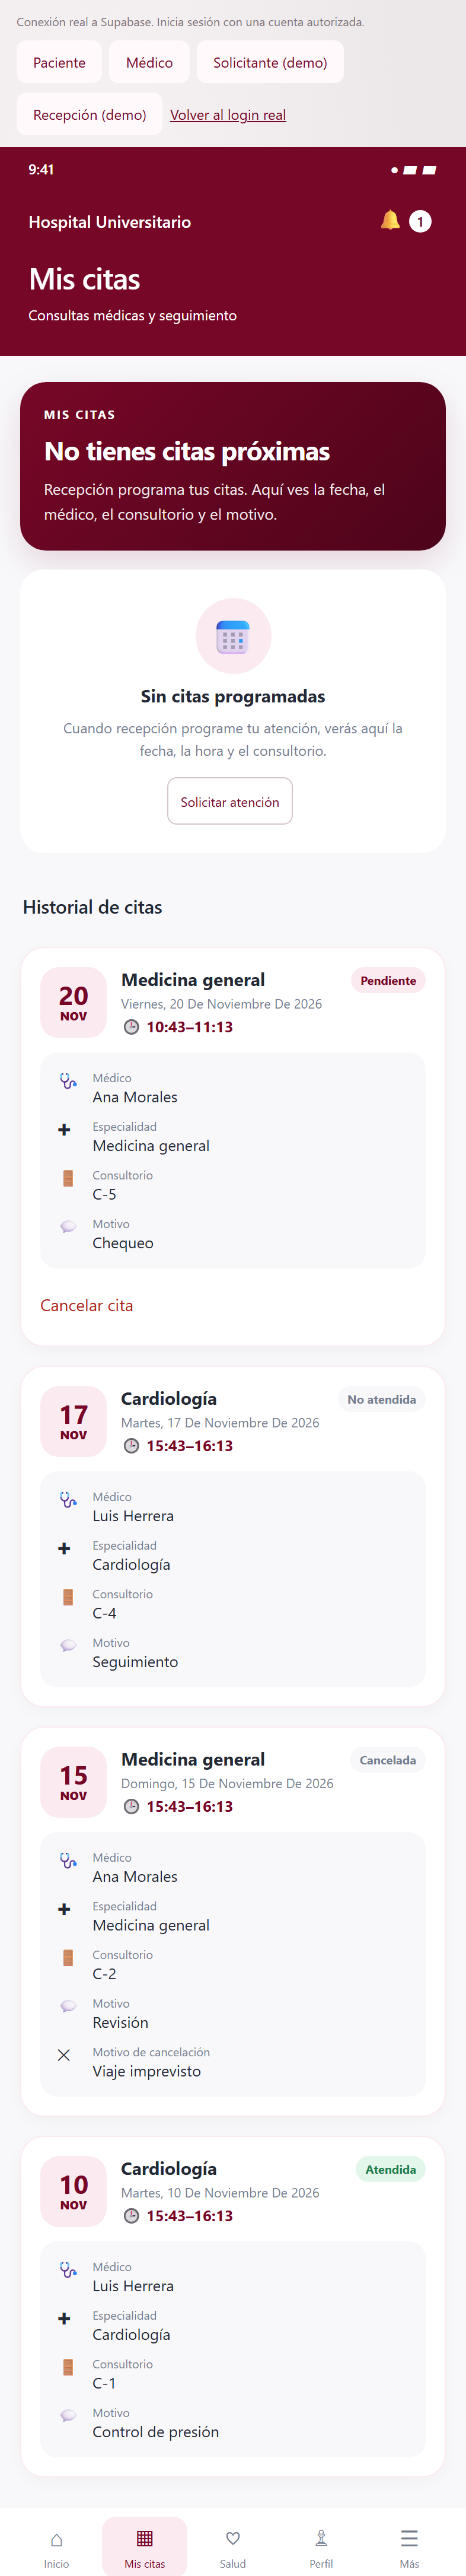 Conexión real a Supabase. Inicia sesión con una cuenta autorizada.
Paciente
Médico
Solicitante (demo)
Recepción (demo)
Volver al login real
9:41
Hospital Universitario
1
Mis citas
Consultas médicas y seguimiento
MIS CITAS
No tienes citas próximas
Recepción programa tus citas. Aquí ves la fecha, el
médico, el consultorio y el motivo.
Sin citas programadas
Cuando recepción programe tu atención, verás aquí la
fecha, la hora y el consultorio.
Solicitar atención
Historial de citas
20
NOV
Medicina general
Pendiente
Viernes, 20 De Noviembre De 2026
10:43–11:13
Médico
Ana Morales
Especialidad
Medicina general
Consultorio
C-5
Motivo
Chequeo
Cancelar cita
17
NOV
Cardiología
No atendida
Martes, 17 De Noviembre De 2026
15:43–16:13
Médico
Luis Herrera
Especialidad
Cardiología
Consultorio
C-4
Motivo
Seguimiento
15
NOV
Medicina general
Cancelada
Domingo, 15 De Noviembre De 2026
15:43–16:13
Médico
Ana Morales
Especialidad
Medicina general
Consultorio
C-2
Motivo
Revisión
Motivo de cancelación
Viaje imprevisto
10
NOV
Cardiología
Atendida
Martes, 10 De Noviembre De 2026
15:43–16:13
Médico
Luis Herrera
Especialidad
Cardiología
Consultorio
C-1
Motivo
Control de presión
Inicio
Mis citas
Salud
Perfil
Más